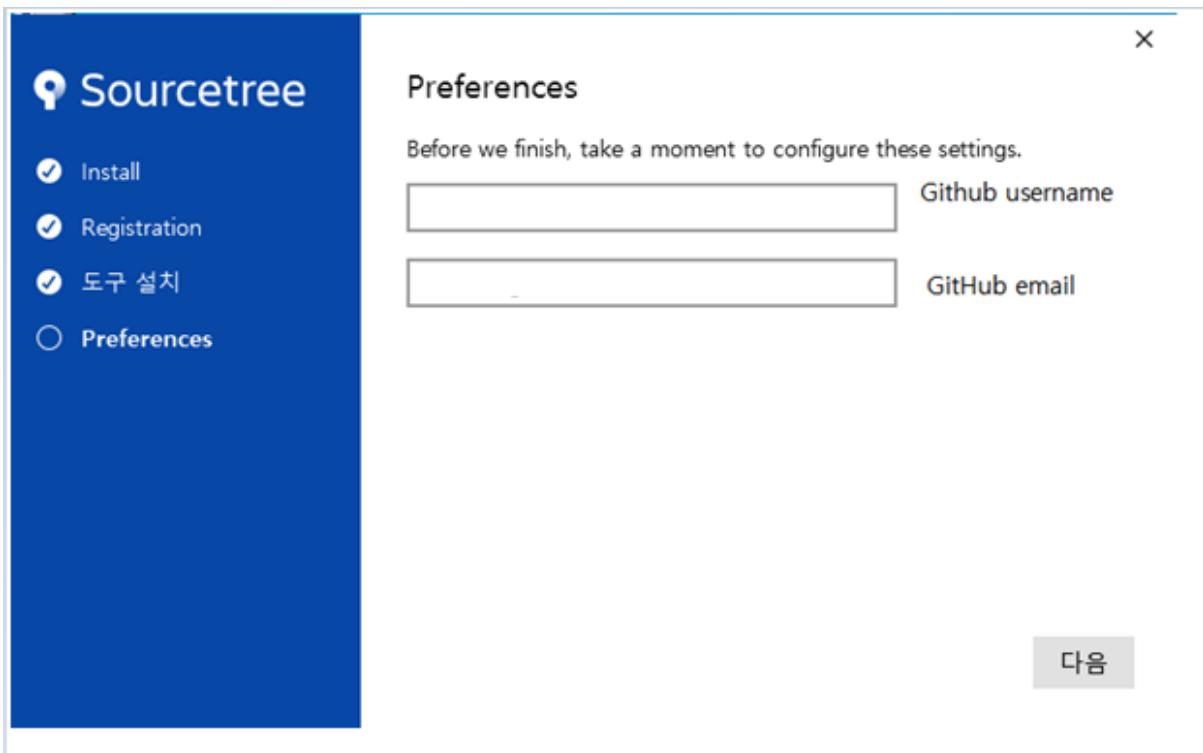 Sourcetree
Install
Registration
도구 설치
Preferences
Preferences
Before we finish, take a moment to configure these settings.
Github username
GitHub email
다음